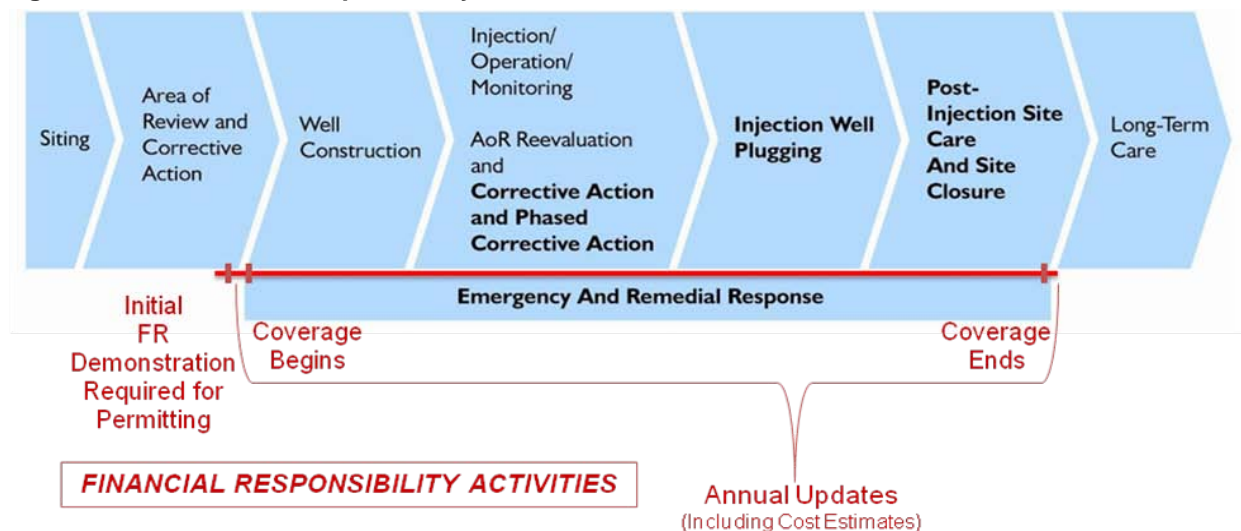 Siting
Area of
Review and
Corrective
Action
Well
Construction
Injection/
Operation/
Monitoring
AoR Reevaluation
and
Corrective Action
and Phased
Corrective Action
Injection Well
Plugging
Post-
Injection Site
Care
And Site
Closure
Long-Term
Care
Emergency And Remedial Response
Initial
FR
Demonstration
Required for
Permitting
Coverage
Begins
Coverage
Ends
FINANCIAL RESPONSIBILITY ACTIVITIES
Annual Updates
(Including Cost Estimates)